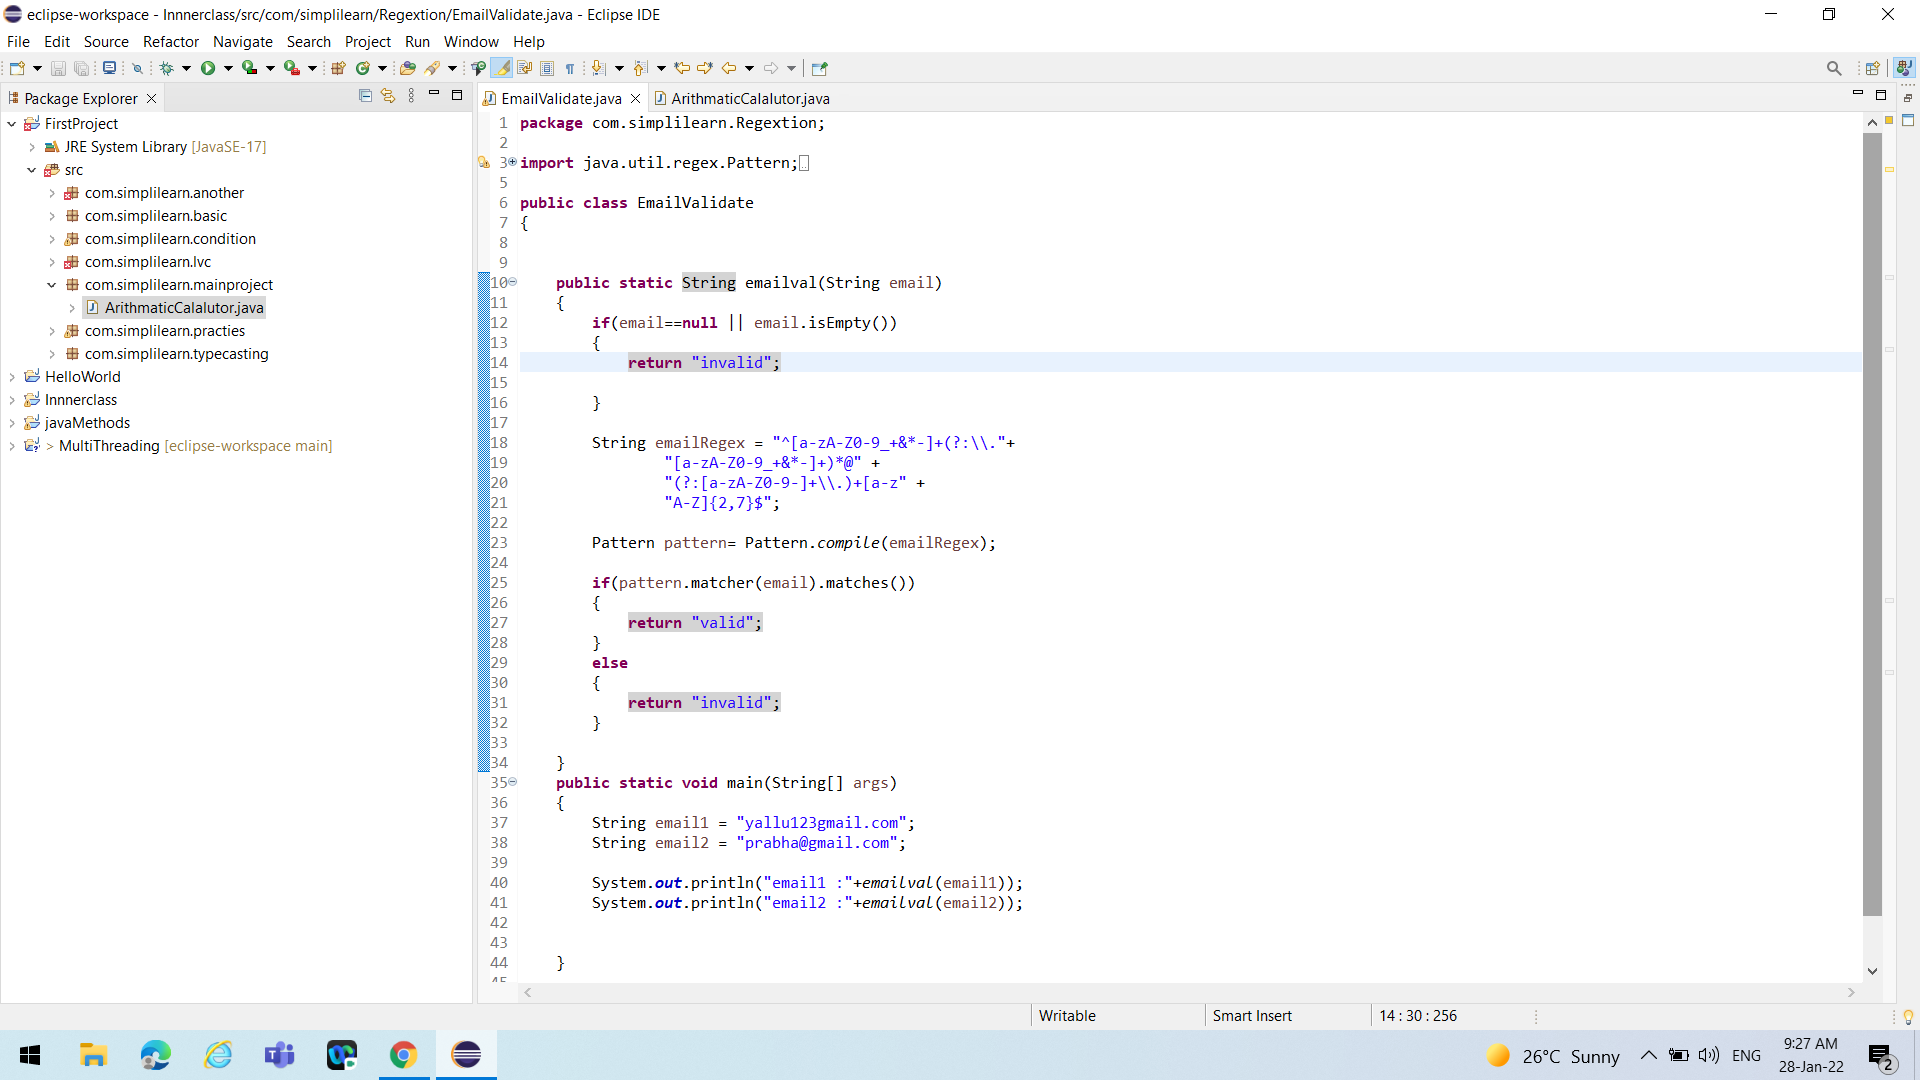 eclipse-workspace - Innnerclass/src/com/simplilearn/Regextion/EmailValidate.java - Eclipse IDE
File Edit Source Refactor Navigate Search Project Run Window Help
Package Explorer
FirstProject
JRE System Library [JavaSE-17]
src
com.simplilearn.another
com.simplilearn.basic
com.simplilearn.condition
com.simplilearn.lvc
com.simplilearn.mainproject
ArithmaticCalalutor.java
com.simplilearn.practies
com.simplilearn.typecasting
HelloWorld
Innnerclass
javaMethods
> MultiThreading [eclipse-workspace main]
EmailValidate.java ArithmaticCalalutor.java
1 package com.simplilearn.Regextion;
2
3 import java.util.regex.Pattern;
5
6 public class EmailValidate
7 {
8
9
10 public static String emailval(String email)
11 {
12 if(email==null || email.isEmpty())
13 {
14 return "invalid";
15
16 }
17
18 String emailRegex = "^[a-zA-Z0-9_+&*-]+(?:\\."+
19 "[a-zA-Z0-9_+&*-]+)*@" +
20 "(?:[a-zA-Z0-9-]+\\.)+[a-z" +
21 "A-Z]{2,7}$";
22
23 Pattern pattern= Pattern.compile(emailRegex);
24
25 if(pattern.matcher(email).matches())
26 {
27 return "valid";
28 }
29 else
30 {
31 return "invalid";
32 }
33
34 }
35 public static void main(String[] args)
36 {
37 String email1 = "yallu123gmail.com";
38 String email2 = "prabha@gmail.com";
39
40 System.out.println("email1 :"+emailval(email1));
41 System.out.println("email2 :"+emailval(email2));
42
43
44 }
Writable Smart Insert 14 : 30 : 256
26°C Sunny ENG 9:27 AM
28-Jan-22 2